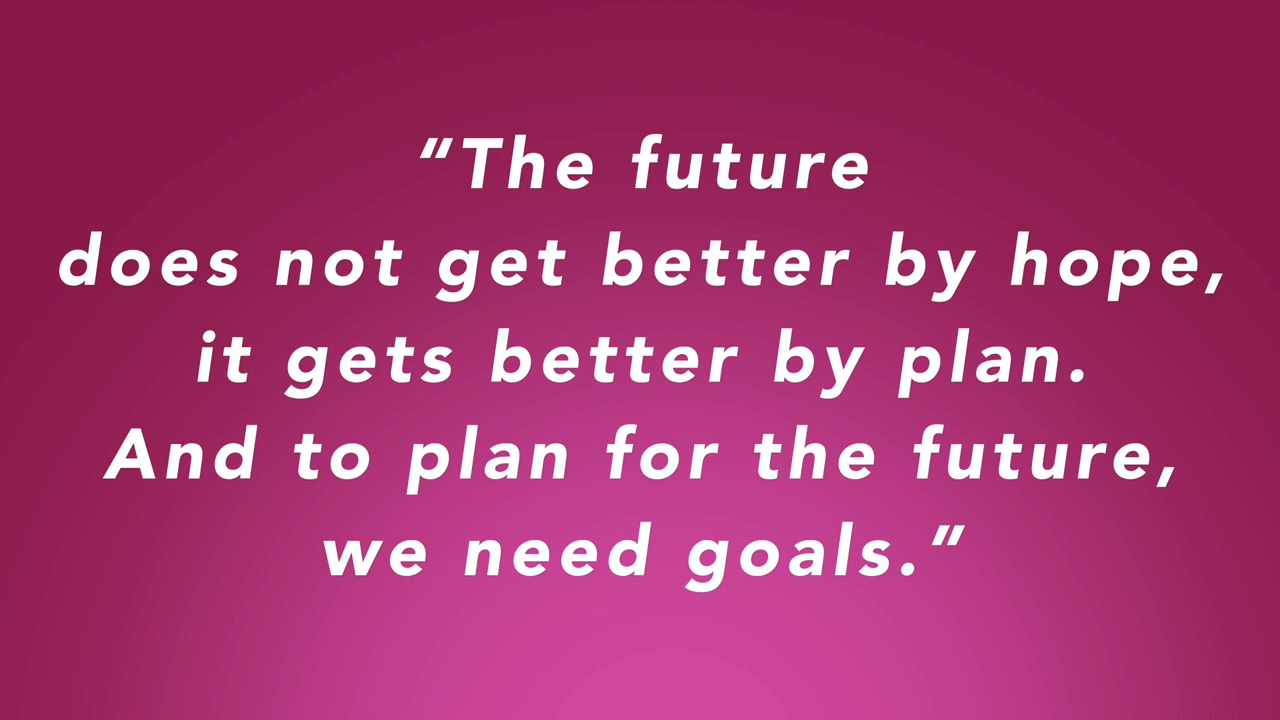 “The future
does not get better by hope,
it gets better by plan.
And to plan for the future,
we need goals.”